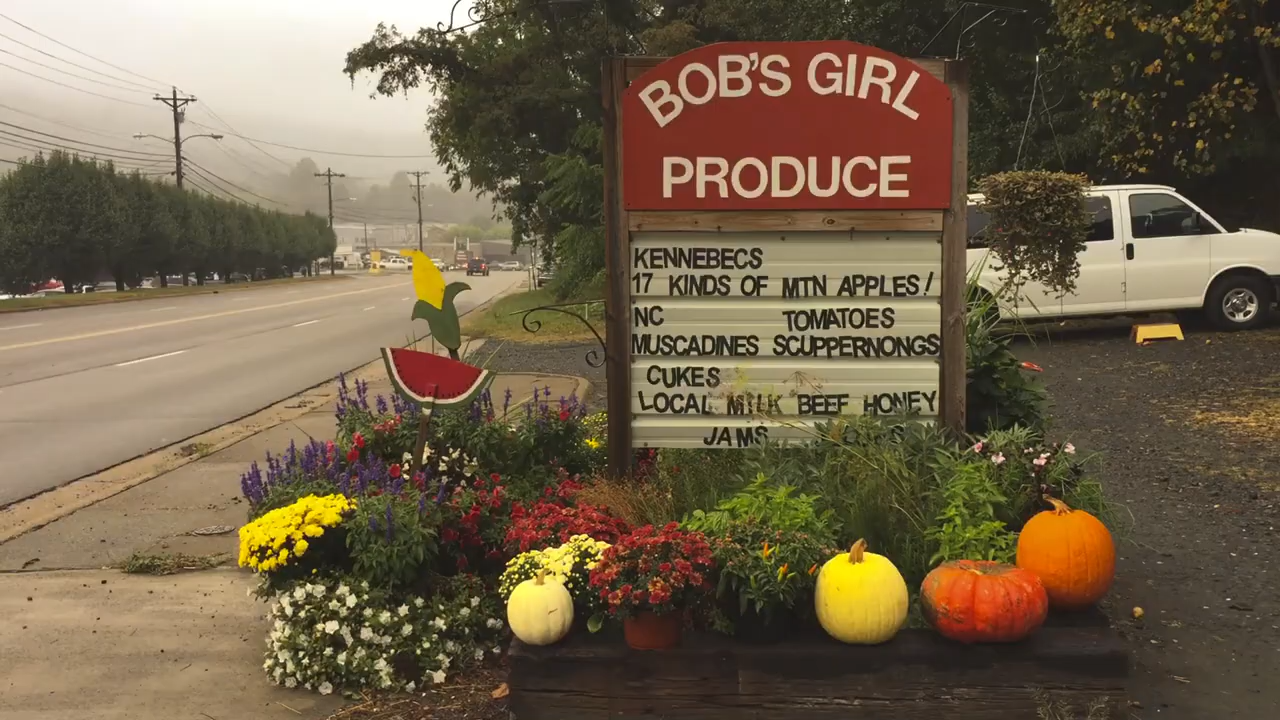 BOB'S GIRL
PRODUCE
KENNEBECS
17 KINDS OF MTN APPLES!
NC TOMATOES
MUSCADINES SCUPPERNONGS
CUKES
LOCAL MILK BEEF HONEY
JAMS